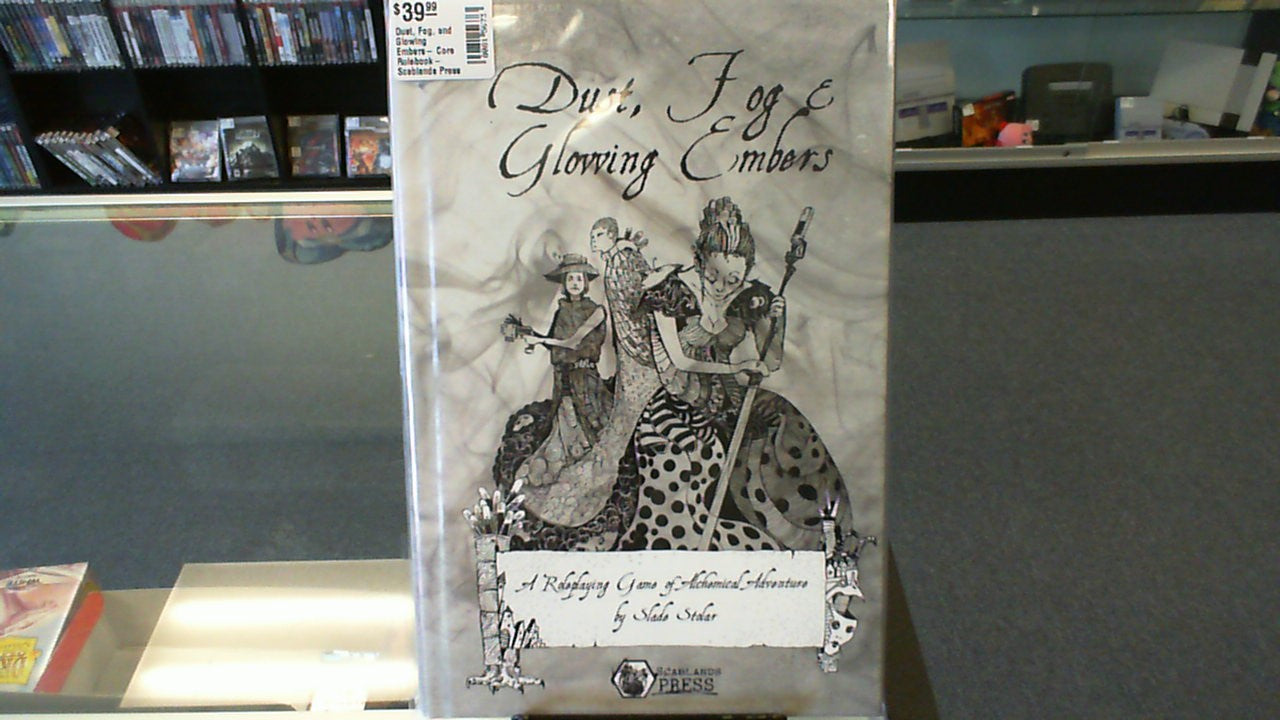 $39.99
Dust, Fog, and
Glowing
Embers - Core
Rulebook -
Scablands Press
Dust, Fog &
Glowing Embers
A Roleplaying Game of Alchemical Adventure
by Slade Stolar
SCABLANDS
PRESS